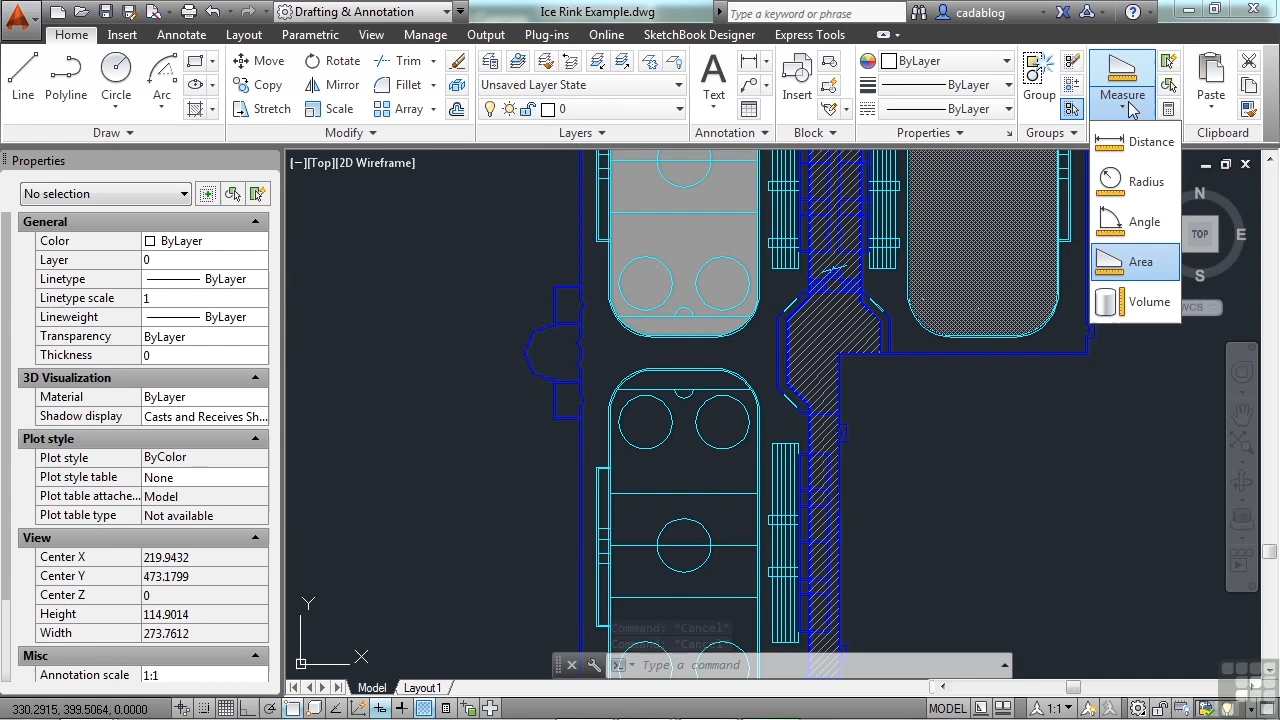 Drafting & Annotation
Ice Rink Example.dwg
Type a keyword or phrase
cadablog
Home Insert Annotate Layout Parametric View Manage Output Plug-ins Online SketchBook Designer Express Tools
Line
Polyline
Circle
Arc
Draw
Move
Rotate
Trim
Copy
Mirror
Fillet
Stretch
Scale
Array
Modify
Unsaved Layer State
0
Layers
Text
Annotation
Insert
Block
ByLayer
ByLayer
ByLayer
Properties
Group
Groups
Measure
Paste
Clipboard
Distance
Radius
Angle
Area
Volume
Properties
No selection
General
Color ByLayer
Layer 0
Linetype ByLayer
Linetype scale 1
Lineweight ByLayer
Transparency ByLayer
Thickness 0
3D Visualization
Material ByLayer
Shadow display Casts and Receives Sh...
Plot style
Plot style ByColor
Plot style table None
Plot table attache... Model
Plot table type Not available
View
Center X 219.9432
Center Y 473.1799
Center Z 0
Height 114.9014
Width 273.7612
Misc
Annotation scale 1:1
[−][Top][2D Wireframe]
N
TOP
E
S
WCS
Y
X
Command: *Cancel*
Command: *Cancel*
Type a command
Model Layout1
330.2915, 399.5064, 0.0000
MODEL
1:1